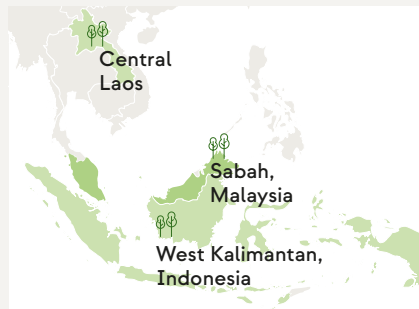 Central
Laos
Sabah,
Malaysia
West Kalimantan,
Indonesia